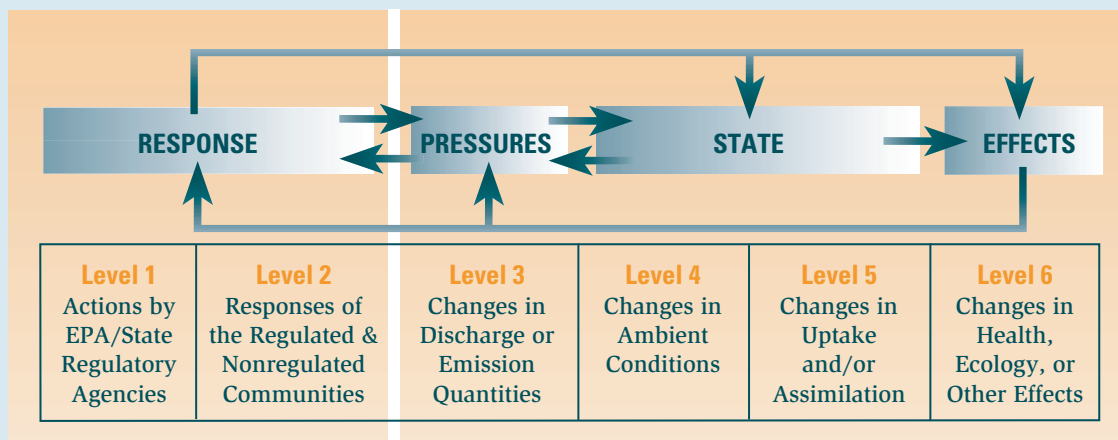 RESPONSE
PRESSURES
STATE
EFFECTS
Level 1
Actions by
EPA/State
Regulatory
Agencies
Level 2
Responses of
the Regulated &
Nonregulated
Communities
Level 3
Changes in
Discharge or
Emission
Quantities
Level 4
Changes in
Ambient
Conditions
Level 5
Changes in
Uptake
and/or
Assimilation
Level 6
Changes in
Health,
Ecology, or
Other Effects